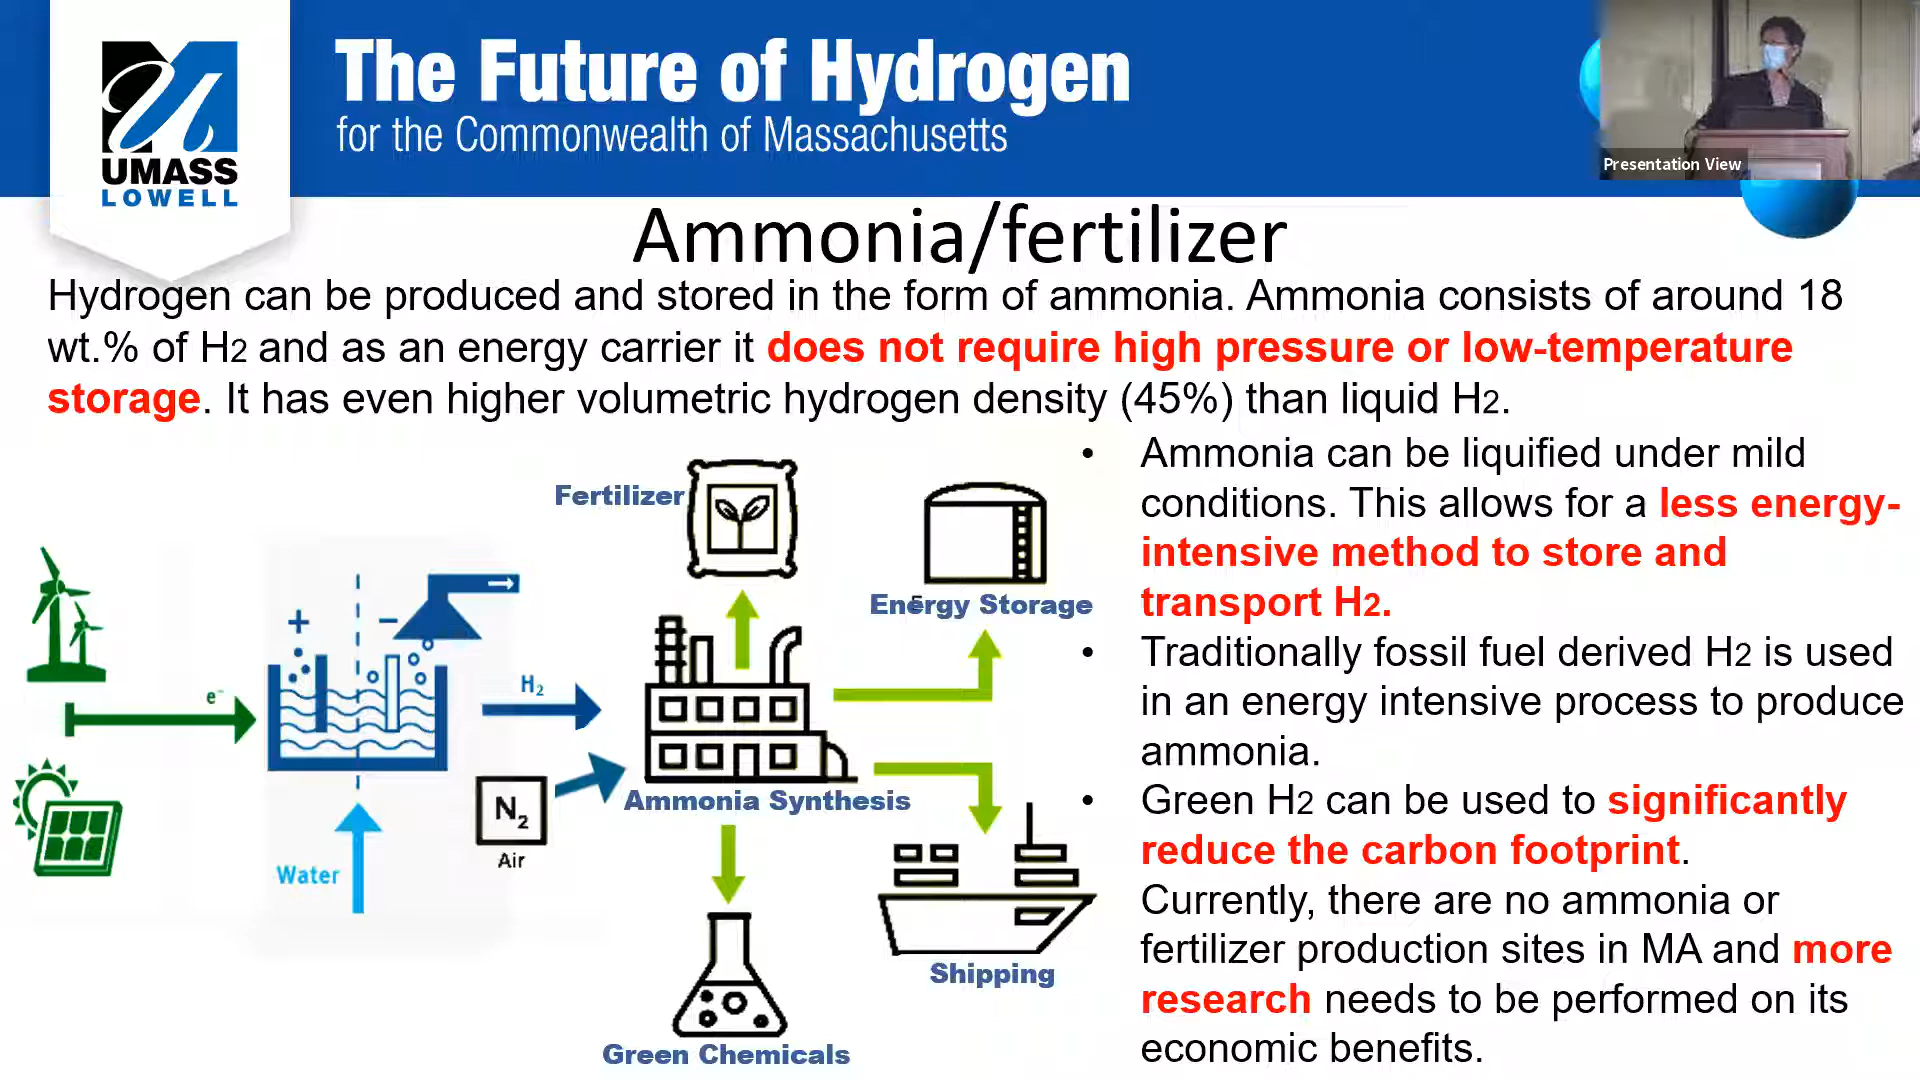 UMASS
LOWELL
The Future of Hydrogen
for the Commonwealth of Massachusetts
Presentation View
Ammonia/fertilizer
Hydrogen can be produced and stored in the form of ammonia. Ammonia consists of around 18
wt.% of H2 and as an energy carrier it does not require high pressure or low-temperature
storage. It has even higher volumetric hydrogen density (45%) than liquid H2.
Fertilizer
Energy Storage
+
−
e⁻
H₂
N₂
Air
Water
Ammonia Synthesis
Shipping
Green Chemicals
• Ammonia can be liquified under mild
conditions. This allows for a less energy-
intensive method to store and
transport H2.
• Traditionally fossil fuel derived H2 is used
in an energy intensive process to produce
ammonia.
• Green H2 can be used to significantly
reduce the carbon footprint.
Currently, there are no ammonia or
fertilizer production sites in MA and more
research needs to be performed on its
economic benefits.